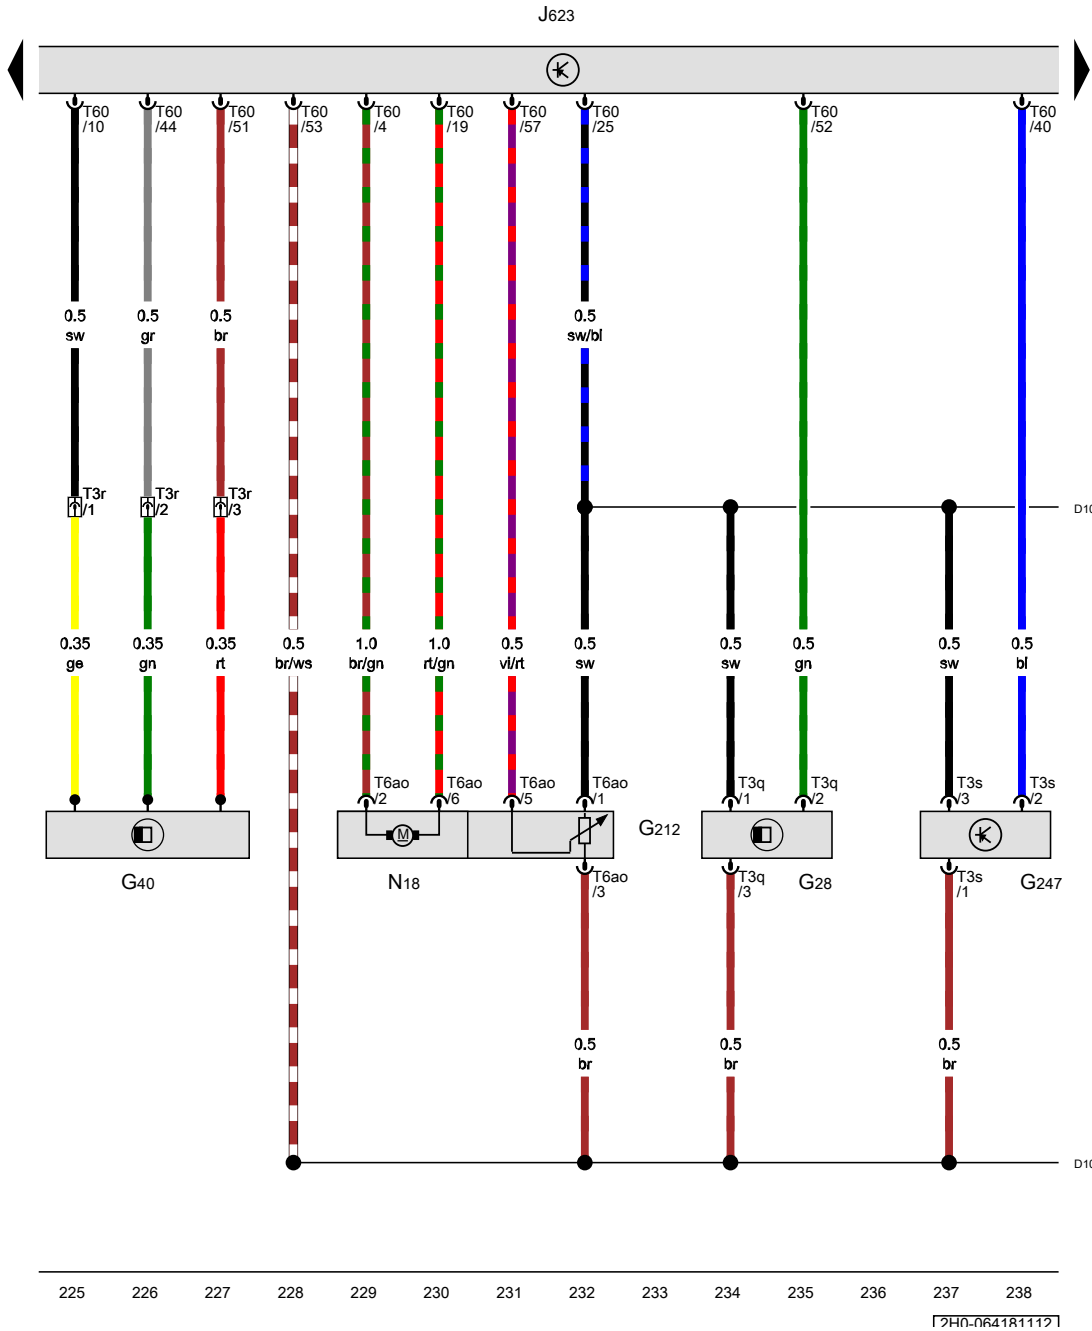 J623
T60 T60 T60 T60 T60 T60 T60 T60 T60 T60
/10 /44 /51 /53 /4 /19 /57 /25 /52 /40
0.5 0.5 0.5 0.5
sw gr br sw/bl
T3r T3r T3r
/1 /2 /3
D10
0.35 0.35 0.35 0.5 1.0 1.0 0.5 0.5 0.5 0.5 0.5 0.5
ge gn rt br/ws br/gn rt/gn vi/rt sw sw gn sw bl
T6ao T6ao T6ao T6ao T3q T3q T3s T3s
/2 /6 /5 /1 /1 /2 /3 /2
M
G212
G40 N18 G28 G247
T6ao T3q T3s
/3 /3 /1
0.5 0.5 0.5
br br br
D10
225 226 227 228 229 230 231 232 233 234 235 236 237 238
2H0-064181112